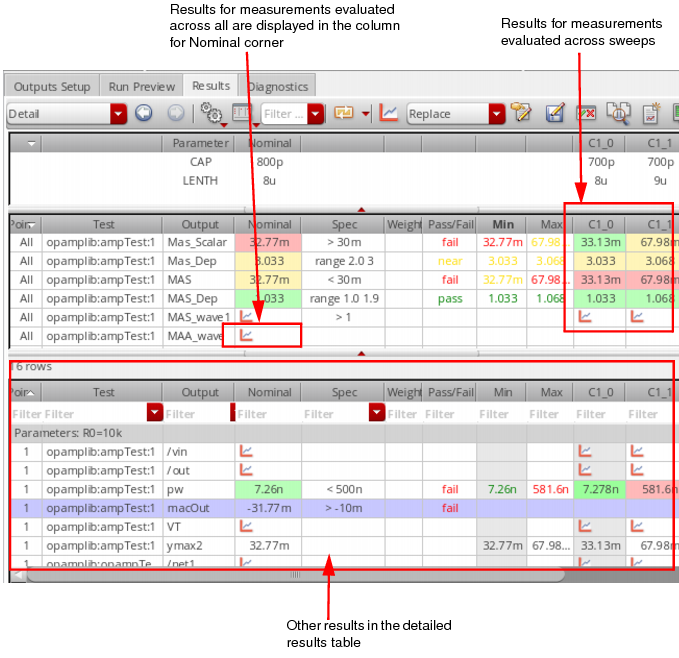 Results for measurements evaluated
across all are displayed in the column
for Nominal corner
Results for measurements
evaluated across sweeps
Outputs Setup Run Preview Results Diagnostics
Detail Filter ... Replace
Parameter Nominal C1_0 C1_1
CAP 800p 700p 700p
LENTH 8u 8u 9u
Test Output Nominal Spec Weight Pass/Fail Min Max C1_0 C1_1
All opamplib:ampTest:1 Mas_Scalar 32.77m > 30m fail 32.77m 67.98... 33.13m 67.98m
All opamplib:ampTest:1 Mas_Dep 3.033 range 2.0 3 near 3.033 3.068 3.033 3.068
All opamplib:ampTest:1 MAS 32.77m < 30m fail 32.77m 67.98... 33.13m 67.98m
All opamplib:ampTest:1 MAS_Dep 1.033 range 1.0 1.9 pass 1.033 1.068 1.033 1.068
All opamplib:ampTest:1 MAS_wave1 > 1
All opamplib:ampTest:1 MAA_wave
16 rows
Test Output Nominal Spec Weight Pass/Fail Min Max C1_0 C1_1
Filter Filter Filter Filter Filter Filter Filter Filter Filter Filter Filter
Parameters: R0=10k
1 opamplib:ampTest:1 /vin
1 opamplib:ampTest:1 /out
1 opamplib:ampTest:1 pw 7.26n < 500n fail 7.26n 581.6n 7.278n 581.6n
1 opamplib:ampTest:1 macOut -31.77m > -10m fail
1 opamplib:ampTest:1 VT
1 opamplib:ampTest:1 ymax2 32.77m 32.77m 67.98... 33.13m 67.98m
1 opamplib:opampTe... /net1
Other results in the detailed
results table